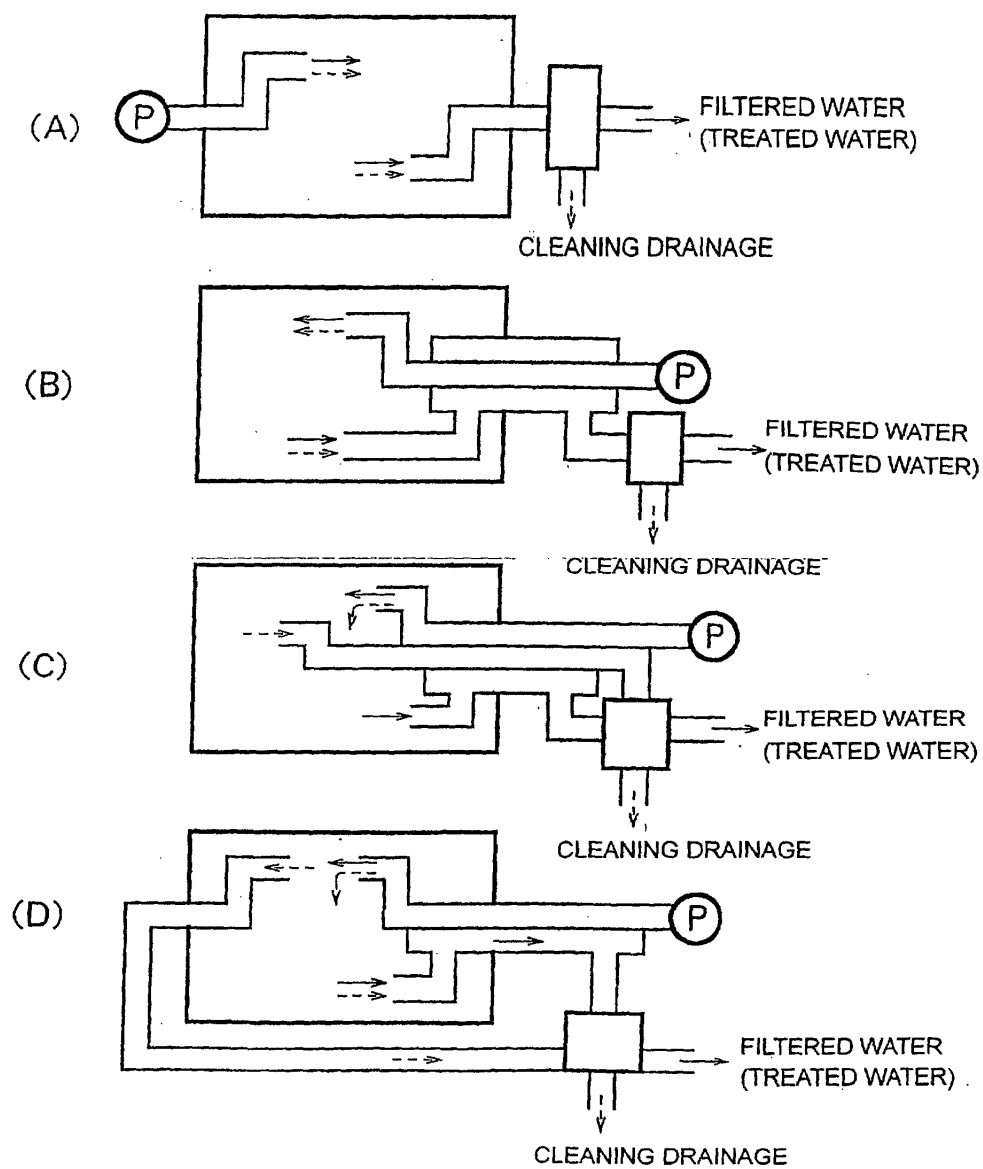 (A)
P
FILTERED WATER
(TREATED WATER)
CLEANING DRAINAGE
(B)
P
FILTERED WATER
(TREATED WATER)
CLEANING DRAINAGE
(C)
P
FILTERED WATER
(TREATED WATER)
CLEANING DRAINAGE
(D)
P
FILTERED WATER
(TREATED WATER)
CLEANING DRAINAGE